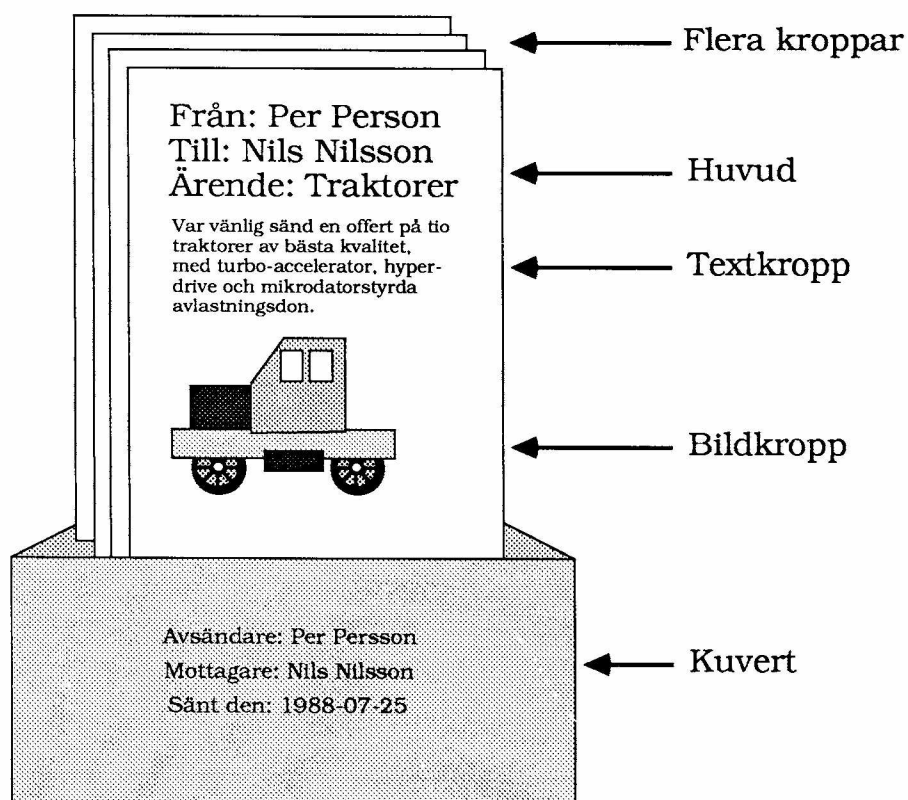 Flera kroppar
Från: Per Person
Till: Nils Nilsson
Ärende: Traktorer
Huvud
Var vänlig sänd en offert på tio
traktorer av bästa kvalitet,
med turbo-accelerator, hyper-
drive och mikrodatorstyrda
avlastningsdon.
Textkropp
Bildkropp
Avsändare: Per Persson
Mottagare: Nils Nilsson
Sänt den: 1988-07-25
Kuvert